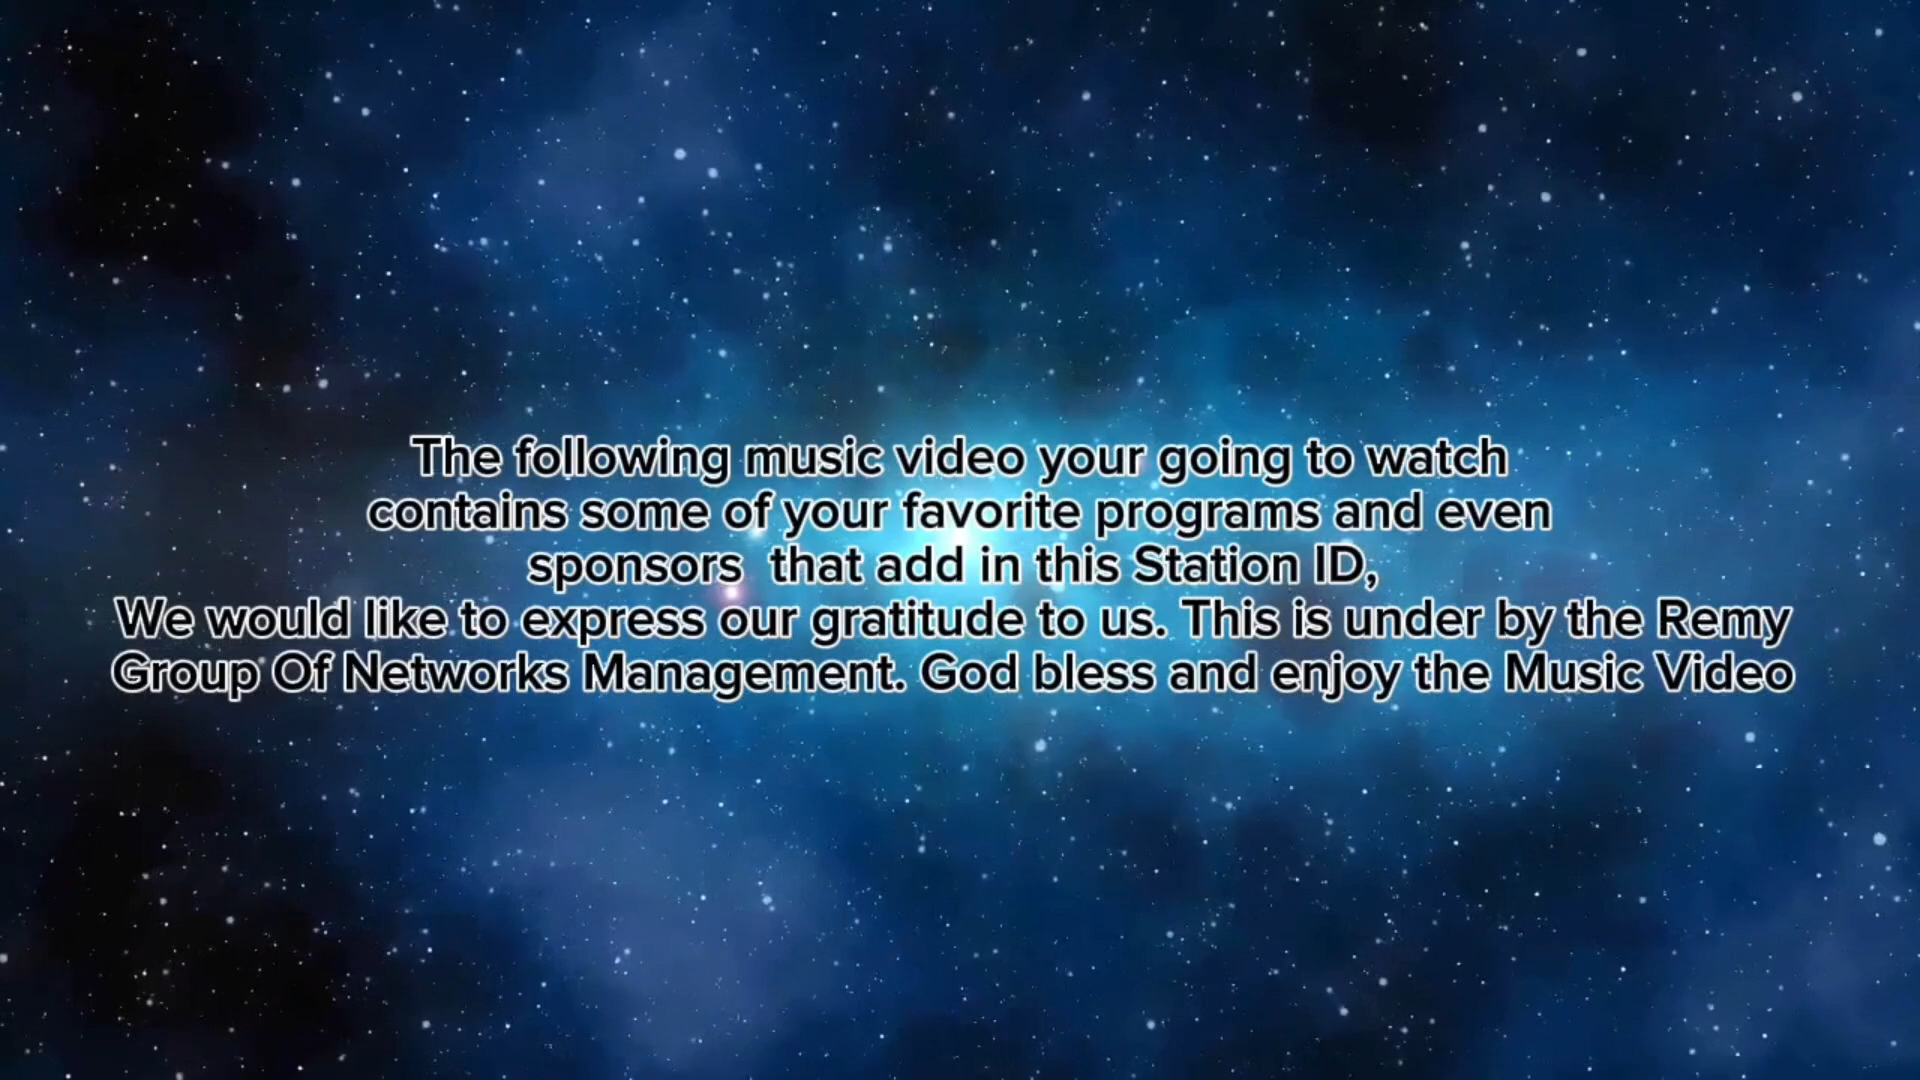 The following music video your going to watch
contains some of your favorite programs and even
sponsors  that add in this Station ID,
We would like to express our gratitude to us. This is under by the Remy
Group Of Networks Management. God bless and enjoy the Music Video